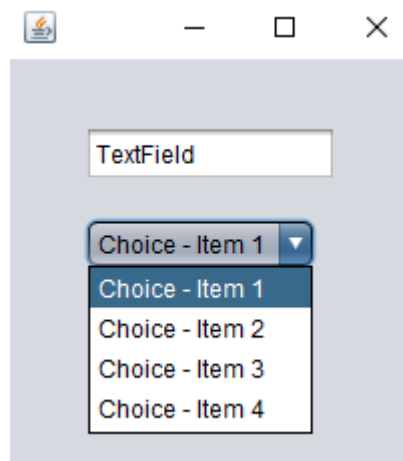 TextField
Choice - Item 1
Choice - Item 1
Choice - Item 2
Choice - Item 3
Choice - Item 4